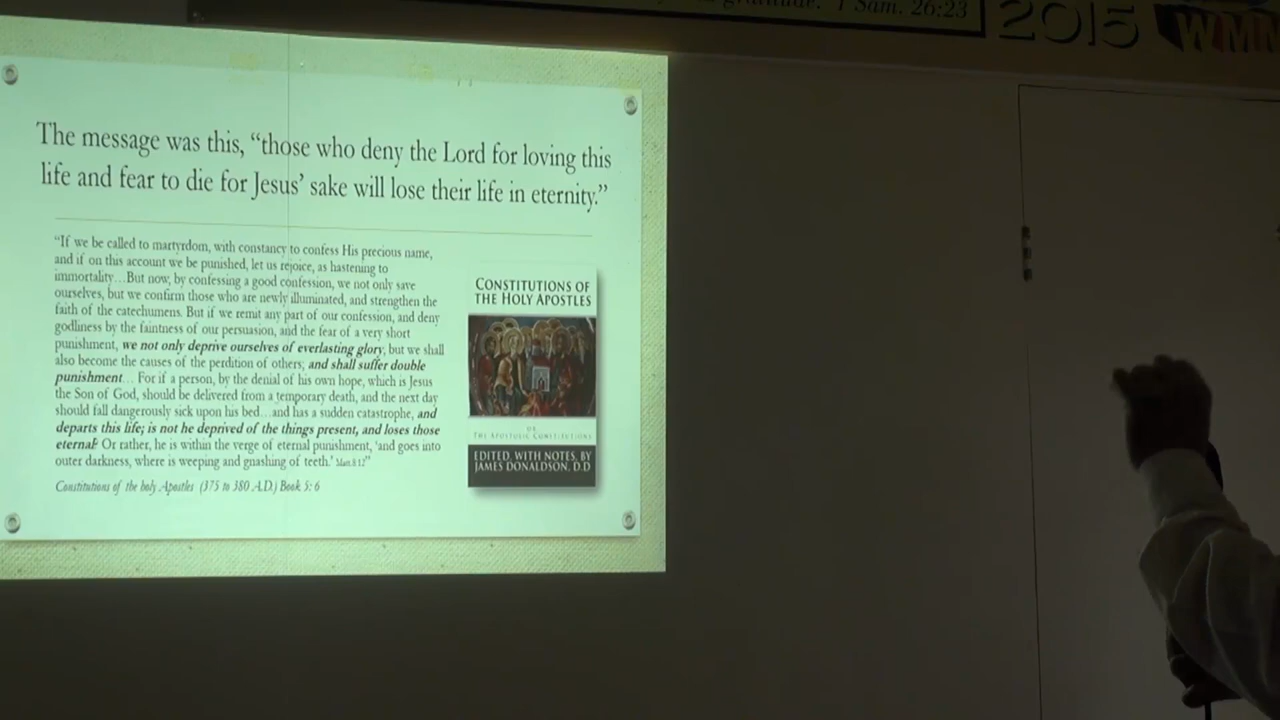 gratitude. 1 Sam. 26:23
2015
WMM
The message was this, “those who deny the Lord for loving this
life and fear to die for Jesus’ sake will lose their life in eternity.”
“If we be called to martyrdom, with constancy to confess His precious name,
and if on this account we be punished, let us rejoice, as hastening to
immortality…But now, by confessing a good confession, we not only save
ourselves, but we confirm those who are newly illuminated, and strengthen the
faith of the catechumens. But if we remit any part of our confession, and deny
godliness by the faintness of our persuasion, and the fear of a very short
punishment, we not only deprive ourselves of everlasting glory, but we shall
also become the causes of the perdition of others; and shall suffer double
punishment… For if a person, by the denial of his own hope, which is Jesus
the Son of God, should be delivered from a temporary death, and the next day
should fall dangerously sick upon his bed…and has a sudden catastrophe, and
departs this life; is not he deprived of the things present, and loses those
eternal? Or rather, he is within the verge of eternal punishment, ‘and goes into
outer darkness, where is weeping and gnashing of teeth.’ Matt. 8:12”
Constitutions of the holy Apostles (375 to 380 A.D.) Book 5: 6
CONSTITUTIONS OF
THE HOLY APOSTLES
OR
THE APOSTOLIC CONSTITUTIONS
EDITED, WITH NOTES, BY
JAMES DONALDSON, D.D